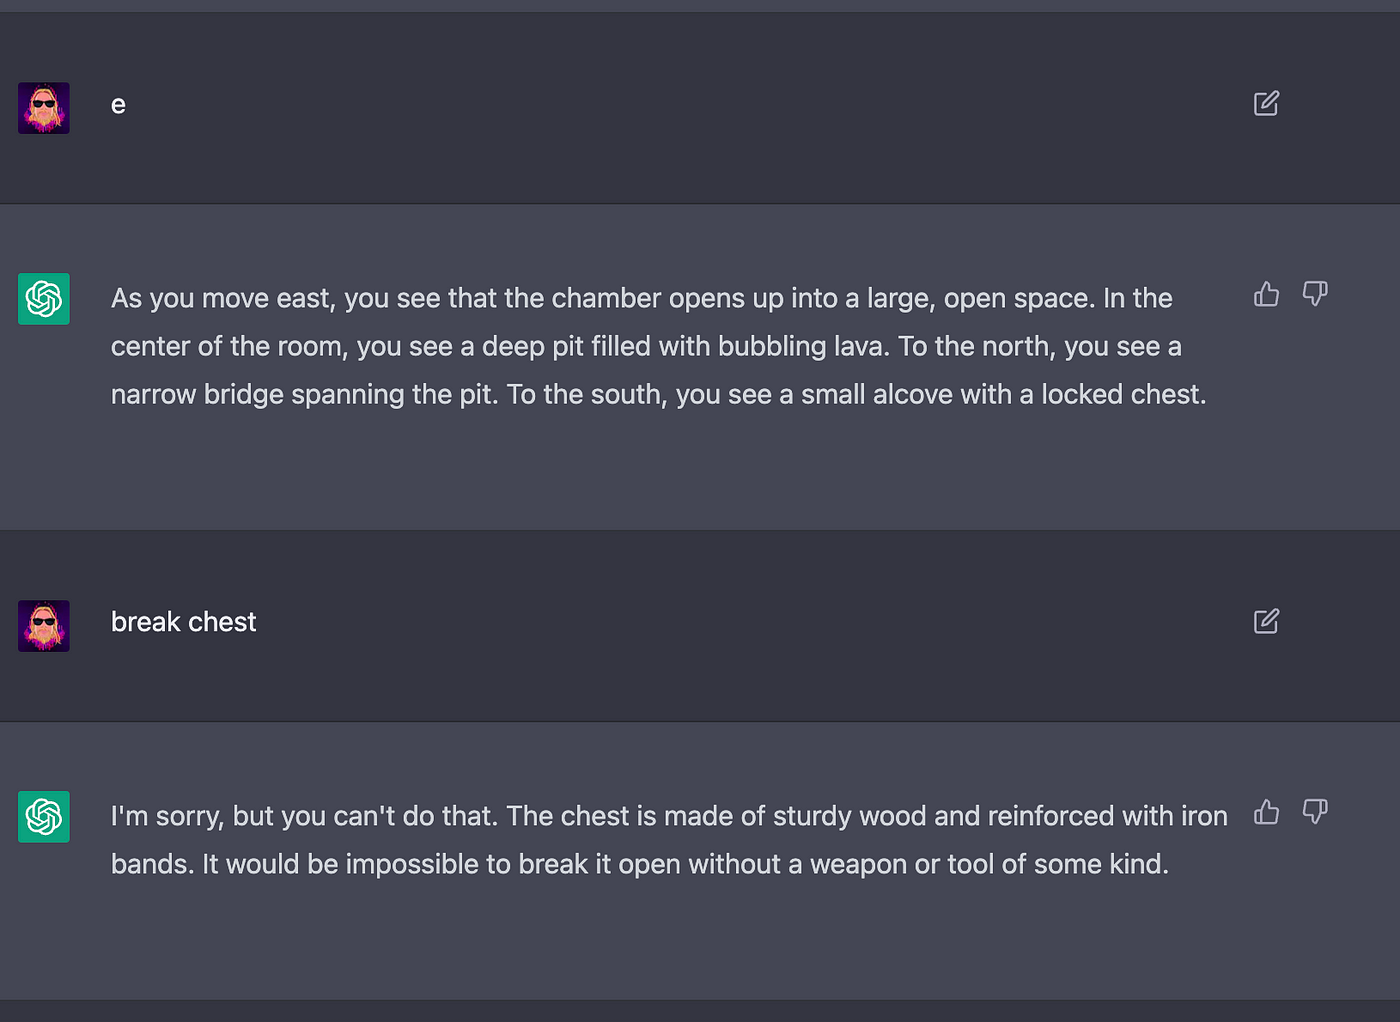 e
As you move east, you see that the chamber opens up into a large, open space. In the
center of the room, you see a deep pit filled with bubbling lava. To the north, you see a
narrow bridge spanning the pit. To the south, you see a small alcove with a locked chest.
break chest
I'm sorry, but you can't do that. The chest is made of sturdy wood and reinforced with iron
bands. It would be impossible to break it open without a weapon or tool of some kind.